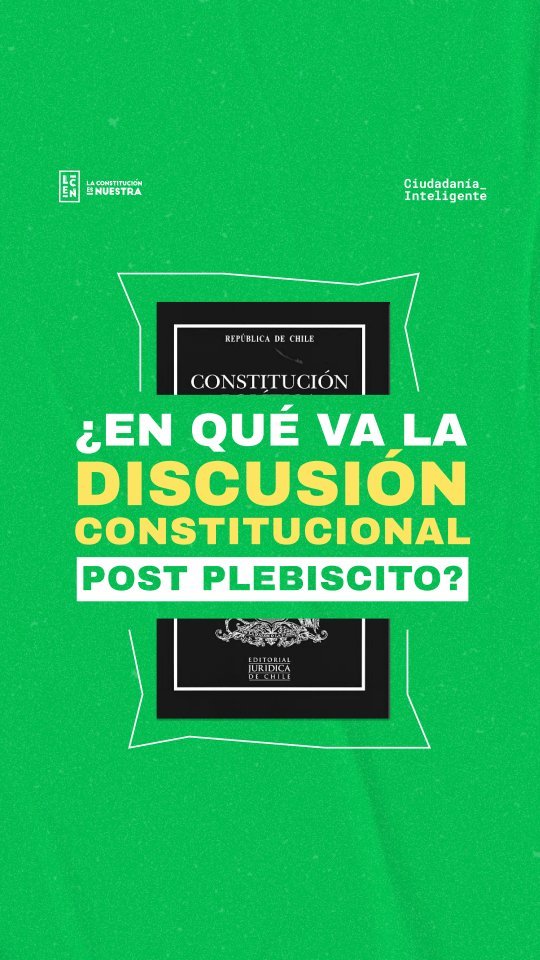 LA CONSTITUCIÓN
ES NUESTRA
Ciudadanía_
Inteligente
REPÚBLICA DE CHILE
CONSTITUCIÓN
¿EN QUÉ VA LA
DISCUSIÓN
CONSTITUCIONAL
POST PLEBISCITO?
EDITORIAL
JURIDICA
DE CHILE